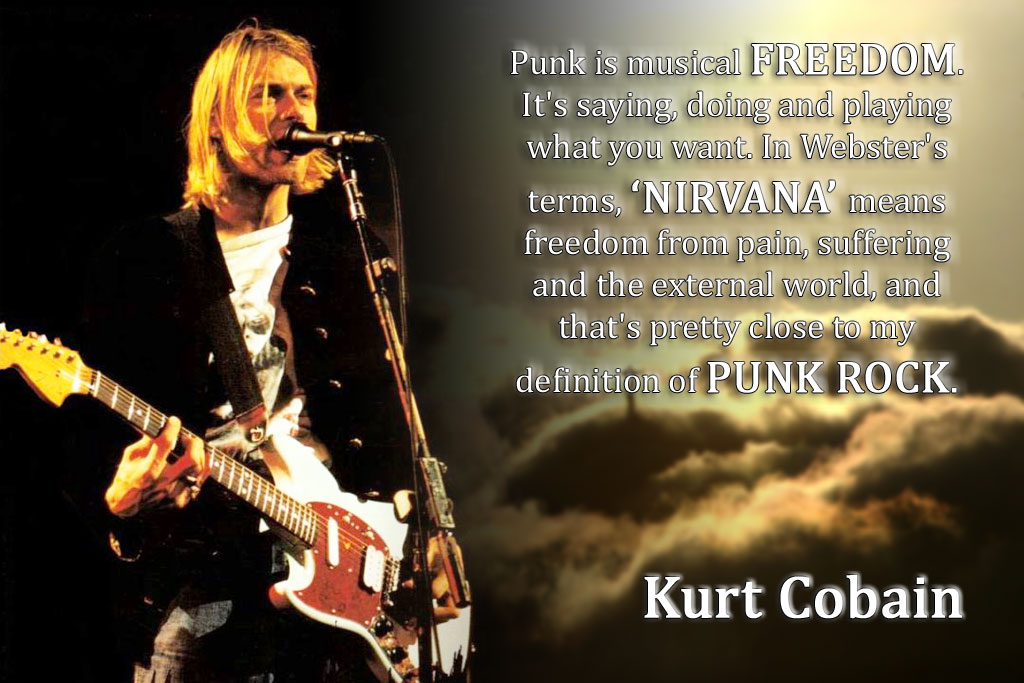 Punk is musical FREEDOM.
It's saying, doing and playing
what you want. In Webster's
terms, ‘NIRVANA’ means
freedom from pain, suffering
and the external world, and
that's pretty close to my
definition of PUNK ROCK.
Kurt Cobain